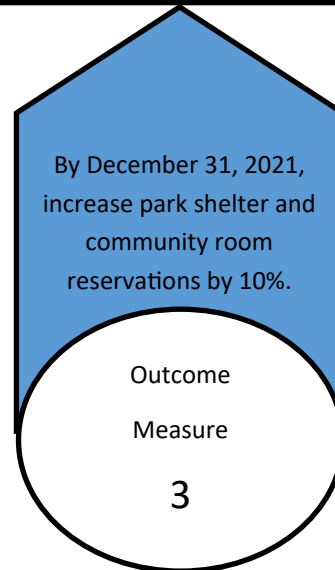 By December 31, 2021,
increase park shelter and
community room
reservations by 10%.
Outcome
Measure
3